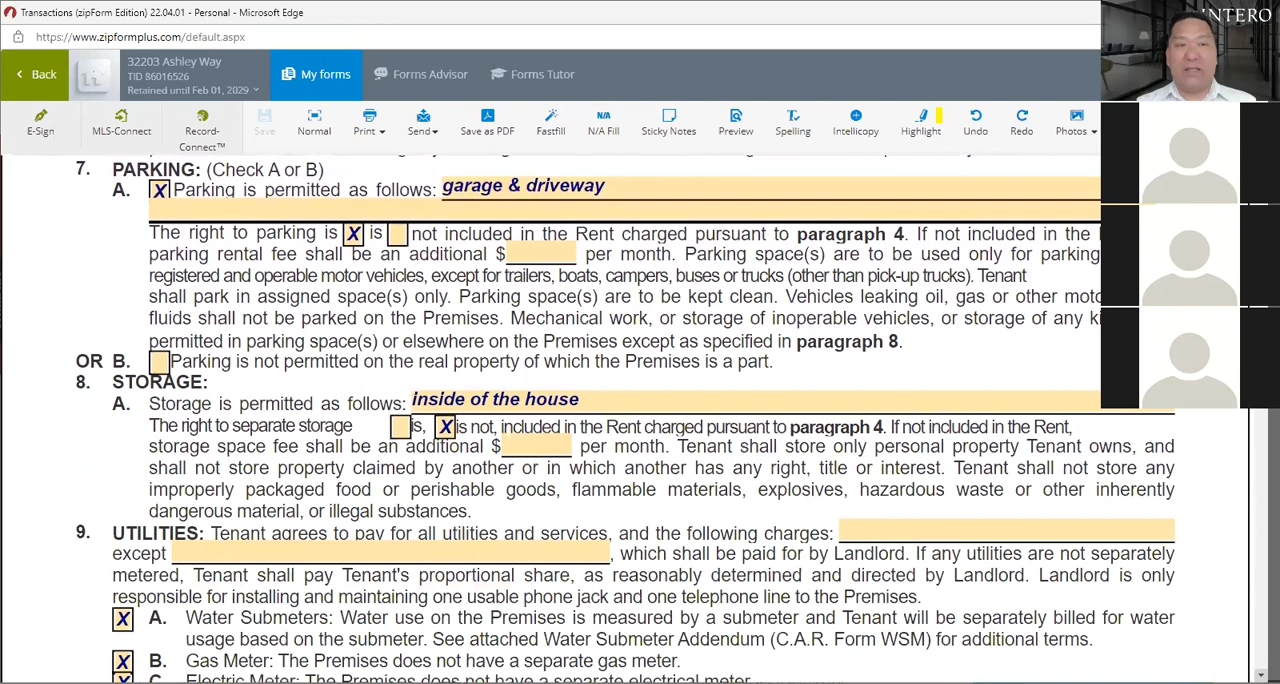 Transactions (zipForm Edition) 22.04.01 - Personal - Microsoft Edge
https://www.zipformplus.com/default.aspx
INTERO
Back
32203 Ashley Way
TID 86016526
Retained until Feb 01, 2029
My forms
Forms Advisor
Forms Tutor
E-Sign
MLS-Connect
Record-Connect™
Save
Normal
Print
Send
Save as PDF
Fastfill
N/A
N/A Fill
Sticky Notes
Preview
Spelling
Intellicopy
Highlight
Undo
Redo
Photos
7. PARKING: (Check A or B)
A. X Parking is permitted as follows: garage & driveway
The right to parking is X is not included in the Rent charged pursuant to paragraph 4. If not included in the
parking rental fee shall be an additional $ per month. Parking space(s) are to be used only for parking
registered and operable motor vehicles, except for trailers, boats, campers, buses or trucks (other than pick-up trucks). Tenant
shall park in assigned space(s) only. Parking space(s) are to be kept clean. Vehicles leaking oil, gas or other
fluids shall not be parked on the Premises. Mechanical work, or storage of inoperable vehicles, or storage of any
permitted in parking space(s) or elsewhere on the Premises except as specified in paragraph 8.
OR B. Parking is not permitted on the real property of which the Premises is a part.
8. STORAGE:
A. Storage is permitted as follows: inside of the house
The right to separate storage is, X is not, included in the Rent charged pursuant to paragraph 4. If not included in the Rent,
storage space fee shall be an additional $ per month. Tenant shall store only personal property Tenant owns, and
shall not store property claimed by another or in which another has any right, title or interest. Tenant shall not store any
improperly packaged food or perishable goods, flammable materials, explosives, hazardous waste or other inherently
dangerous material, or illegal substances.
9. UTILITIES: Tenant agrees to pay for all utilities and services, and the following charges:
except , which shall be paid for by Landlord. If any utilities are not separately
metered, Tenant shall pay Tenant's proportional share, as reasonably determined and directed by Landlord. Landlord is only
responsible for installing and maintaining one usable phone jack and one telephone line to the Premises.
X A. Water Submeters: Water use on the Premises is measured by a submeter and Tenant will be separately billed for water
usage based on the submeter. See attached Water Submeter Addendum (C.A.R. Form WSM) for additional terms.
X B. Gas Meter: The Premises does not have a separate gas meter.
X C. Electric Meter: The Premises does not have a separate electrical meter.